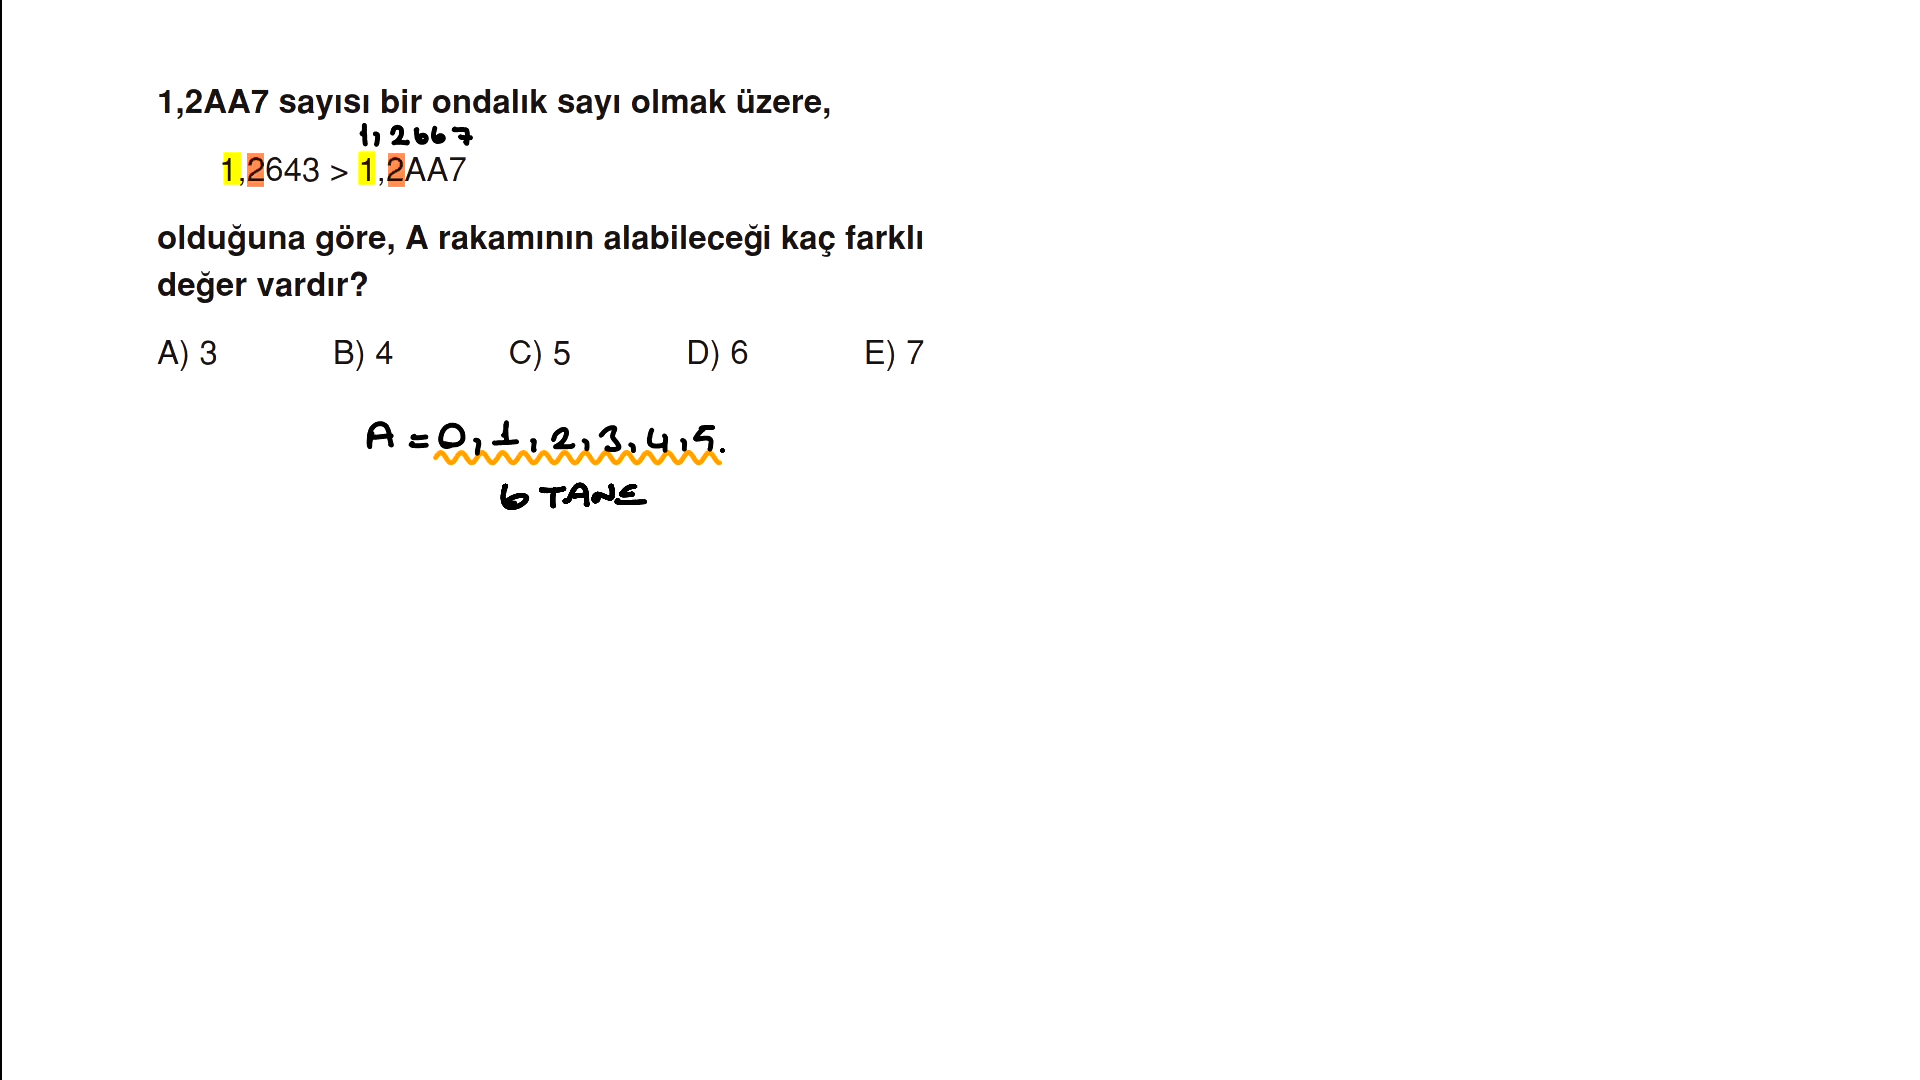 1,2AA7 sayısı bir ondalık sayı olmak üzere,
1,2667
1,2643 > 1,2AA7
olduğuna göre, A rakamının alabileceği kaç farklı
değer vardır?
A) 3 B) 4 C) 5 D) 6 E) 7
A = 0, 1, 2, 3, 4, 5.
6 TANE